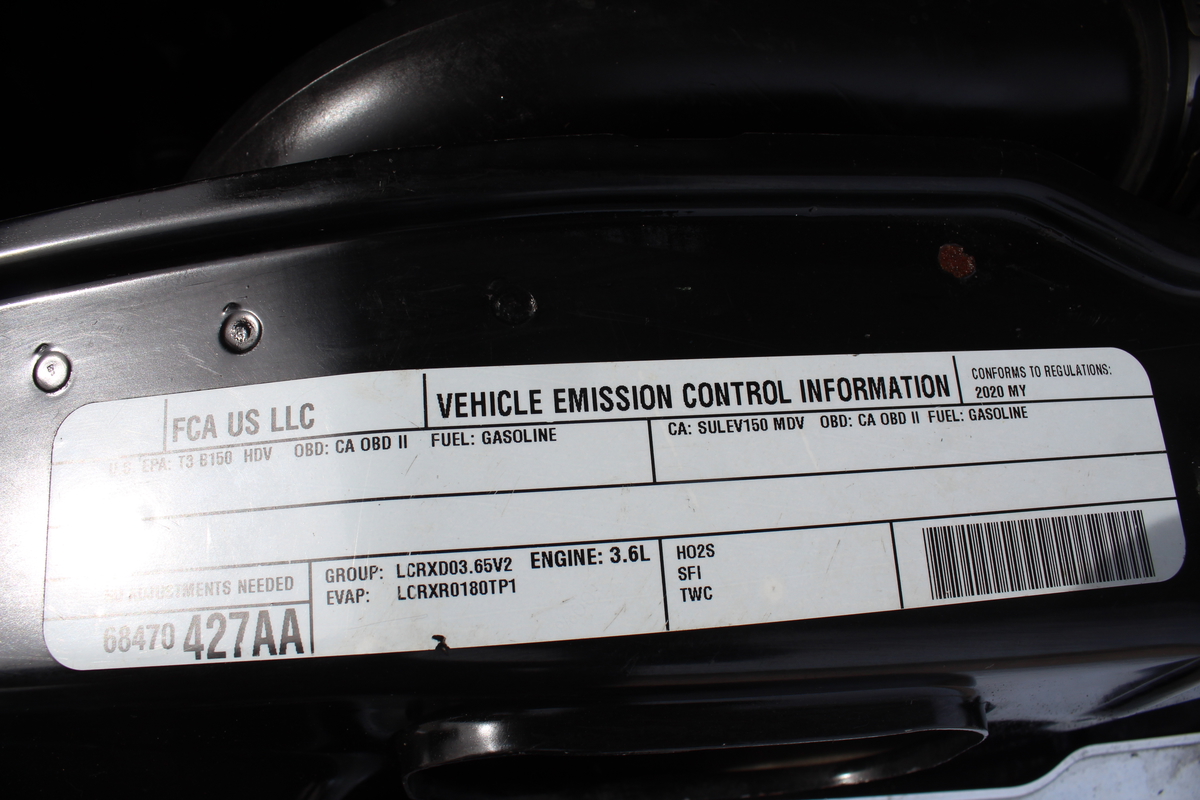 FCA US LLC
VEHICLE EMISSION CONTROL INFORMATION
CONFORMS TO REGULATIONS:
2020 MY
U.S. EPA: T3 B150 HDV OBD: CA OBD II FUEL: GASOLINE
CA: SULEV150 MDV OBD: CA OBD II FUEL: GASOLINE
ADJUSTMENTS NEEDED
68470 427AA
GROUP: LCRXD03.65V2 ENGINE: 3.6L
EVAP: LCRXR0180TP1
HO2S
SFI
TWC